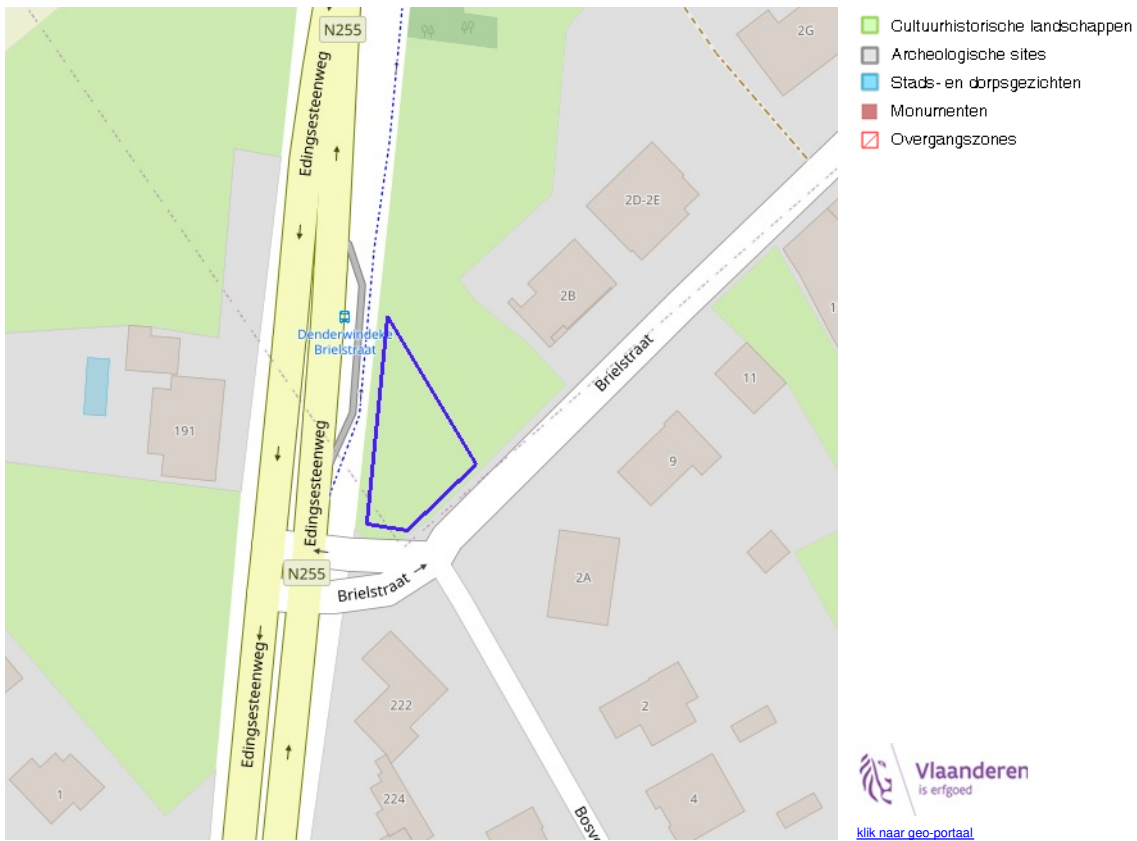 N255
2G
Cultuurhistorische landschappen
Archeologische sites
Stads- en dorpsgezichten
Monumenten
Overgangszones
Edingsesteenweg
2D-2E
2B
Denderwindeke
Brielstraat
Brielstraat
11
191
9
Edingsesteenweg
N255
Brielstraat
2A
Edingsesteenweg
222
2
1
224
4
Vlaanderen
is erfgoed
klik naar geo-portaal